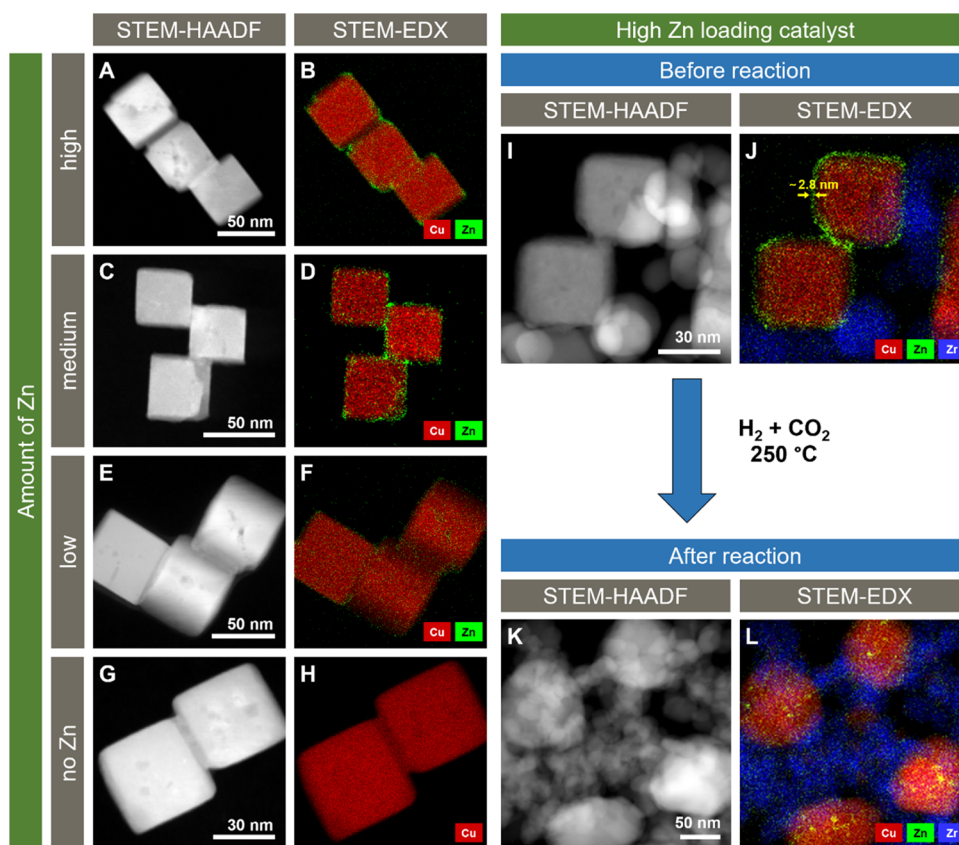 STEM-HAADF
STEM-EDX
Amount of Zn
high
A
50 nm
B
Cu
Zn
medium
C
50 nm
D
Cu
Zn
low
E
50 nm
F
Cu
Zn
no Zn
G
30 nm
H
Cu
High Zn loading catalyst
Before reaction
STEM-HAADF
STEM-EDX
I
30 nm
J
~2.8 nm
Cu
Zn
Zr
H₂ + CO₂
250 °C
After reaction
STEM-HAADF
STEM-EDX
K
50 nm
L
Cu
Zn
Zr